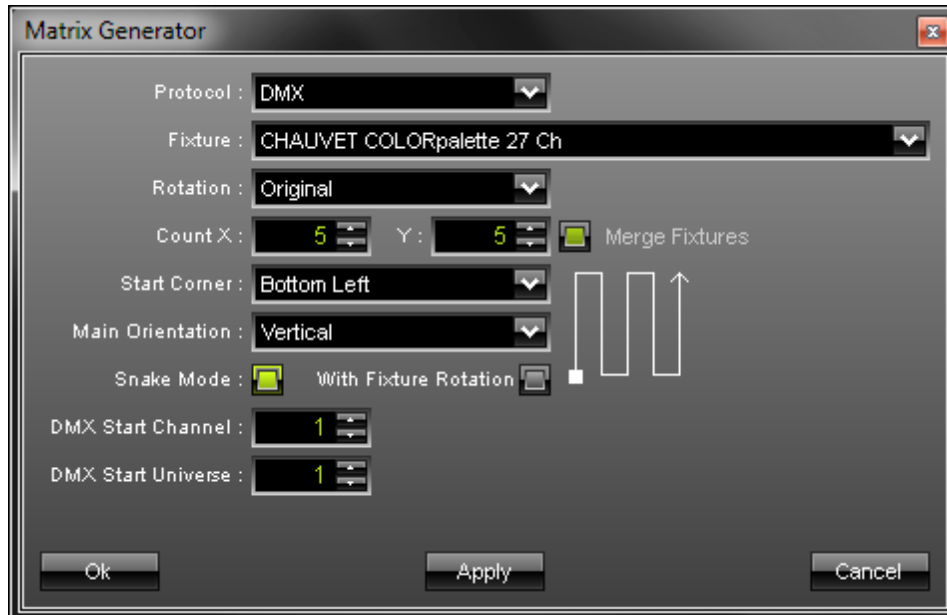 Matrix Generator
Protocol : DMX
Fixture : CHAUVET COLORpalette 27 Ch
Rotation : Original
Count X : 5 Y : 5 Merge Fixtures
Start Corner : Bottom Left
Main Orientation : Vertical
Snake Mode : With Fixture Rotation
DMX Start Channel : 1
DMX Start Universe : 1
Ok Apply Cancel